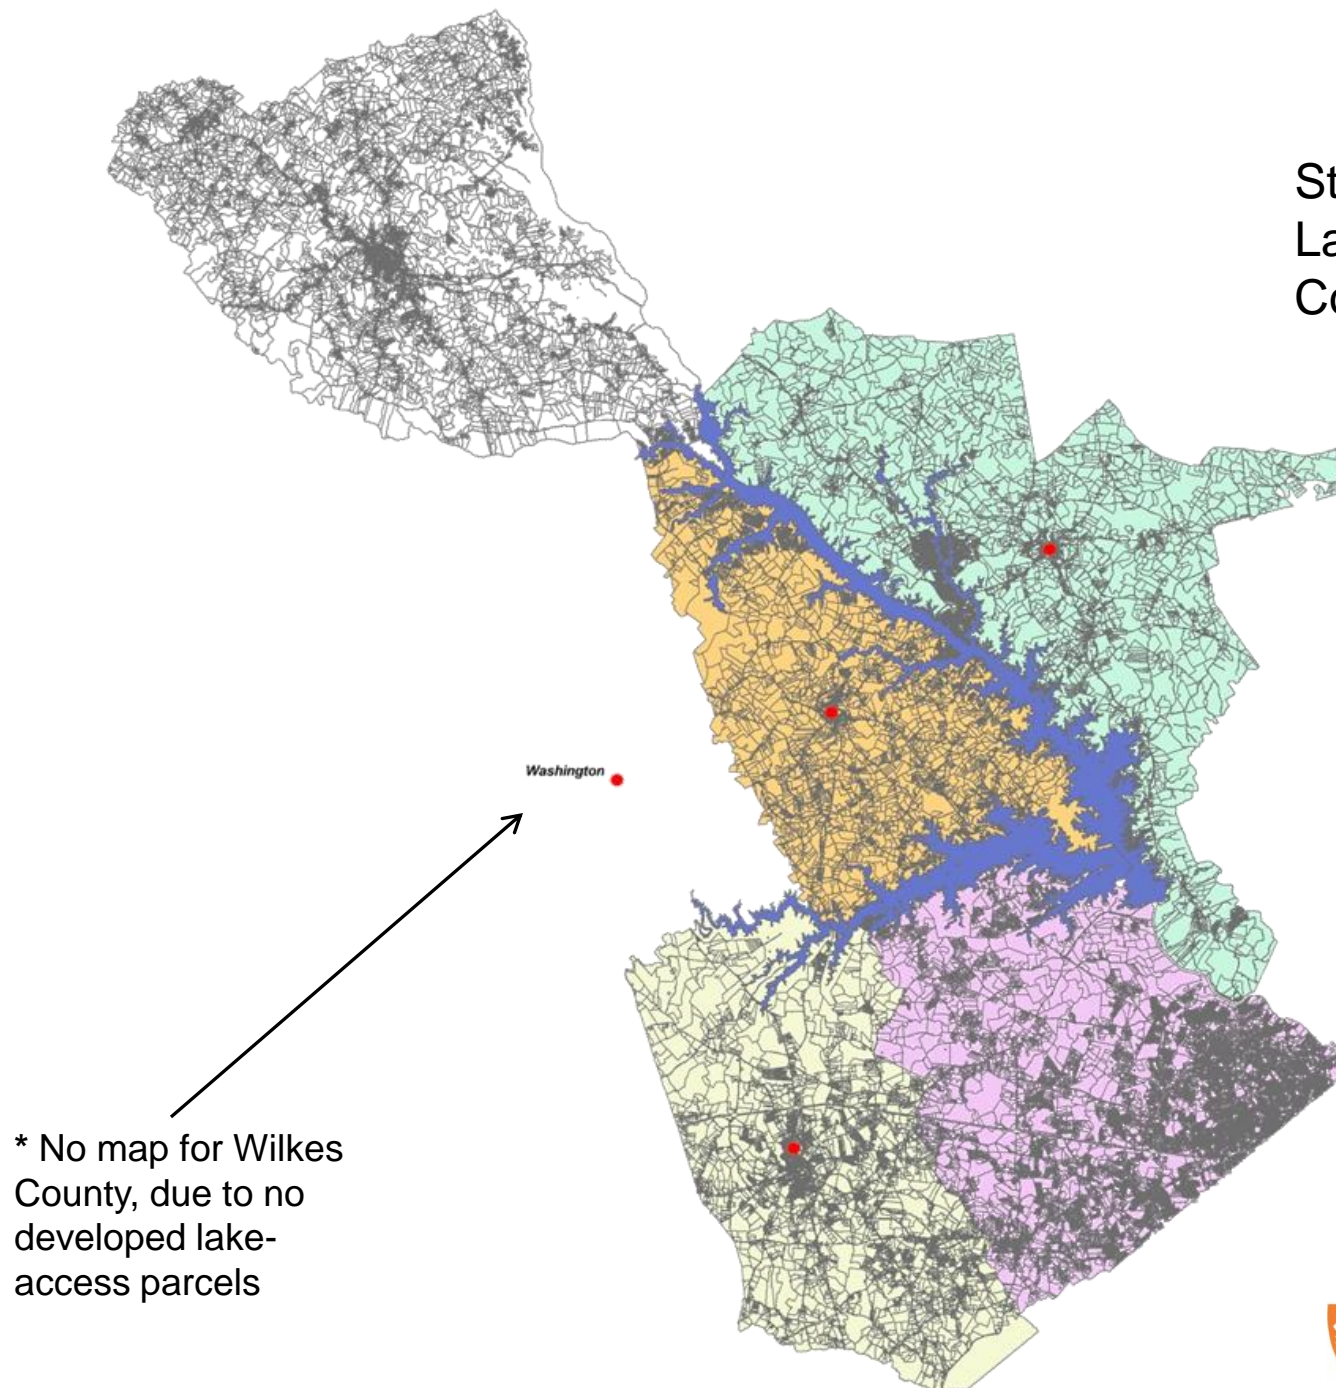 Washington
* No map for Wilkes
County, due to no
developed lake-
access parcels